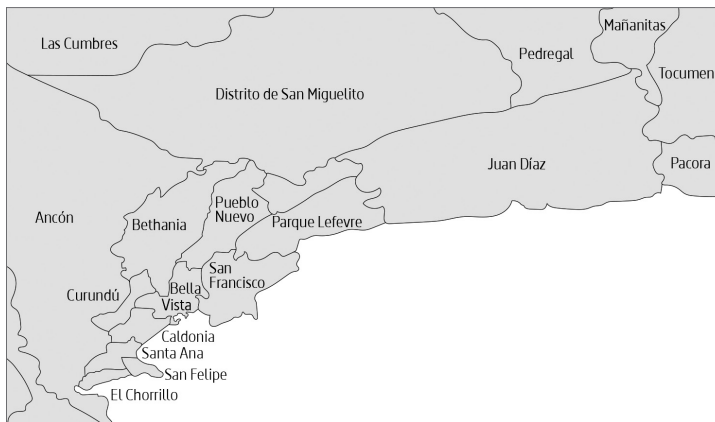 Mañanitas
Las Cumbres
Pedregal
Tocumen
Distrito de San Miguelito
Juan Díaz
Pacora
Pueblo
Nuevo
Ancón
Bethania
Parque Lefevre
San
Francisco
Curundú
Bella
Vista
Caldonia
Santa Ana
San Felipe
El Chorrillo